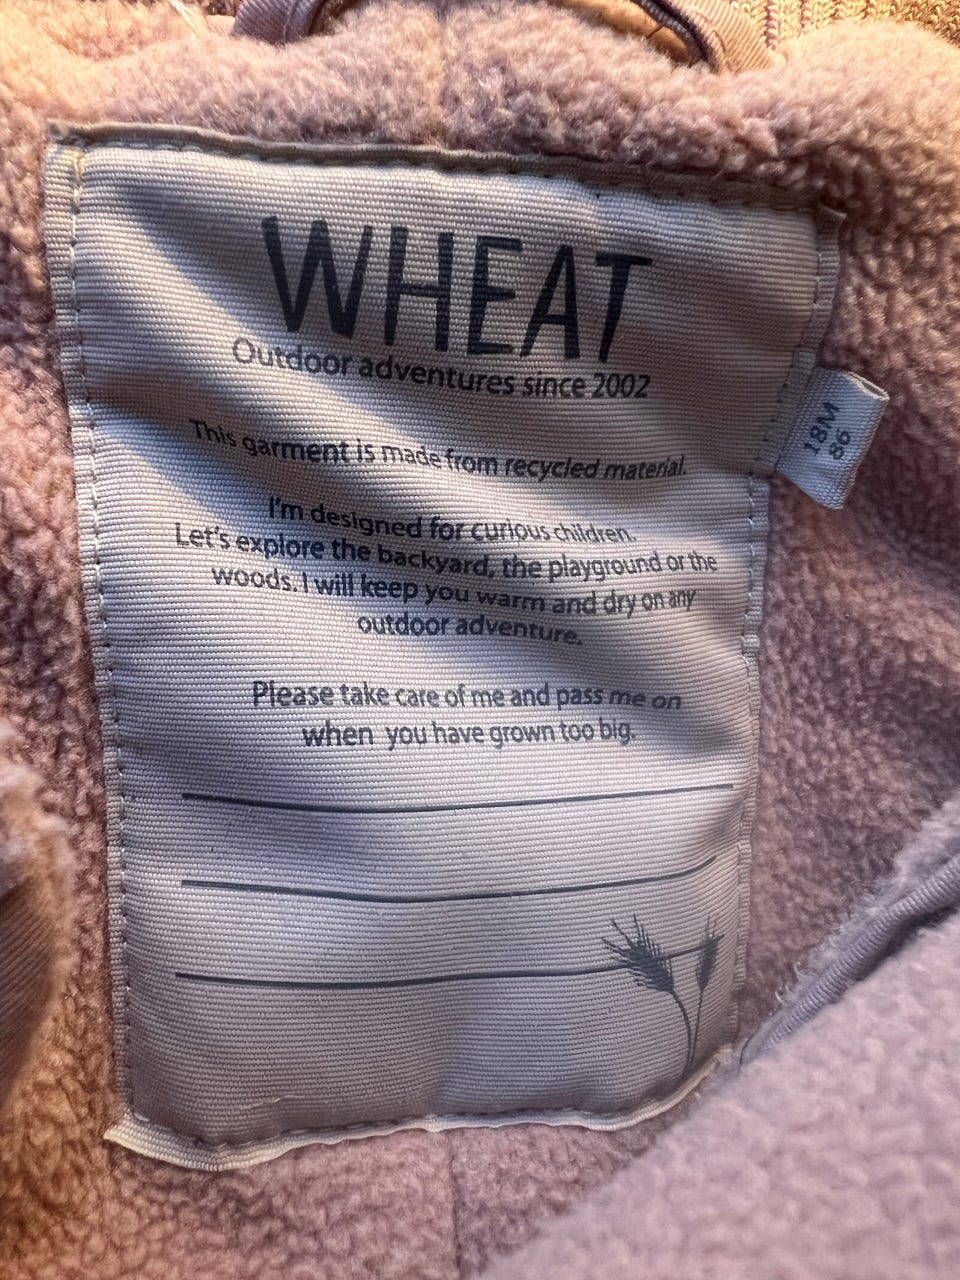 WHEAT
Outdoor adventures since 2002
This garment is made from recycled material.
I'm designed for curious children.
Let's explore the backyard, the playground or the
woods. I will keep you warm and dry on any
outdoor adventure.
Please take care of me and pass me on
when you have grown too big.
18M
86